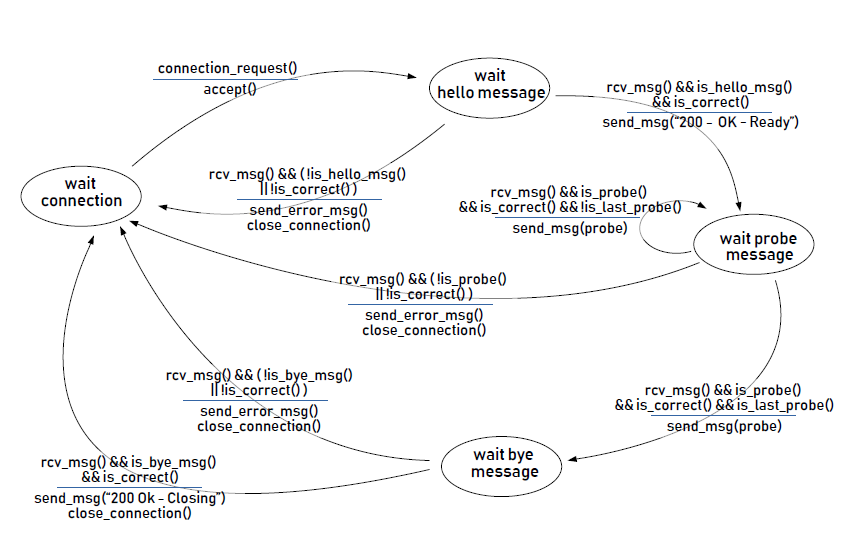 connection_request()
accept()
wait
hello message
rcv_msg() && is_hello_msg()
&& is_correct()
send_msg("200 - OK - Ready")
wait
connection
rcv_msg() && ( !is_hello_msg()
|| !is_correct() )
send_error_msg()
close_connection()
rcv_msg() && is_probe()
&& is_correct() && !is_last_probe()
send_msg(probe)
wait probe
message
rcv_msg() && ( !is_probe()
|| !is_correct() )
send_error_msg()
close_connection()
rcv_msg() && ( !is_bye_msg()
|| !is_correct() )
send_error_msg()
close_connection()
rcv_msg() && is_probe()
&& is_correct() && is_last_probe()
send_msg(probe)
wait bye
message
rcv_msg() && is_bye_msg()
&& is_correct()
send_msg("200 Ok - Closing")
close_connection()